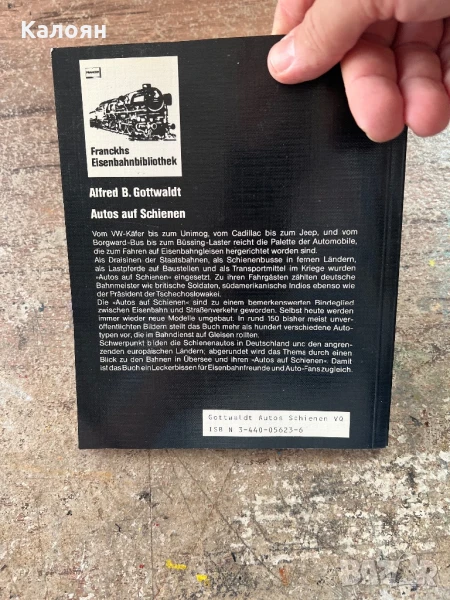 Калоян
Franckhs
Eisenbahnbibliothek
Alfred B. Gottwaldt
Autos auf Schienen
Vom VW-Käfer bis zum Unimog, vom Cadillac bis zum Jeep, und vom
Borgward-Bus bis zum Büssing-Laster reicht die Palette der Automobile,
die zum Fahren auf Eisenbahngleisen hergerichtet worden sind.
Als Draisinen der Staatsbahnen, als Schienenbusse in fernen Ländern,
als Lastpferde auf Baustellen und als Transportmittel im Kriege wurden
»Autos auf Schienen« eingesetzt. Zu ihren Fahrgästen zählten deutsche
Bahnmeister wie britische Soldaten, südamerikanische Indios ebenso wie
der Präsident der Tschechoslowakei.
Die »Autos auf Schienen« sind zu einem bemerkenswerten Bindeglied
zwischen Eisenbahn und Straßenverkehr geworden. Selbst heute werden
immer wieder neue Modelle umgebaut. In rund 150 bisher meist unver-
öffentlichten Bildern stellt das Buch mehr als hundert verschiedene Auto-
typen vor, die im Bahndienst auf Gleisen rollten.
Schwerpunkt bilden die Schienenautos in Deutschland und den angren-
zenden europäischen Ländern; abgerundet wird das Thema durch einen
Blick zu den Bahnen in Übersee und ihren »Autos auf Schienen«. Damit
ist das Buch ein Leckerbissen für Eisenbahnfreunde und Auto-Fans zugleich.
Gottwaldt Autos Schienen VO
ISB N 3-440-05623-6